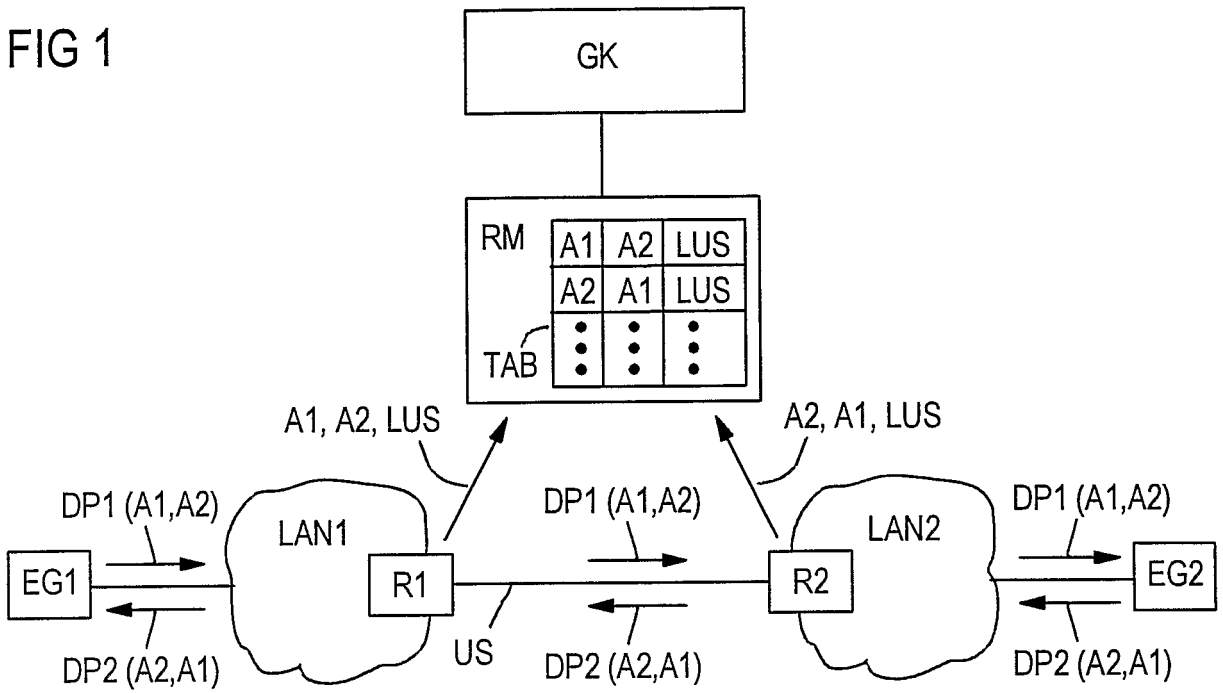 FIG 1
GK
RM
A1 A2 LUS
A2 A1 LUS
TAB
A1, A2, LUS
A2, A1, LUS
DP1 (A1,A2)
LAN1
DP1 (A1,A2)
LAN2
DP1 (A1,A2)
EG1
R1
R2
EG2
DP2 (A2,A1)
US
DP2 (A2,A1)
DP2 (A2,A1)